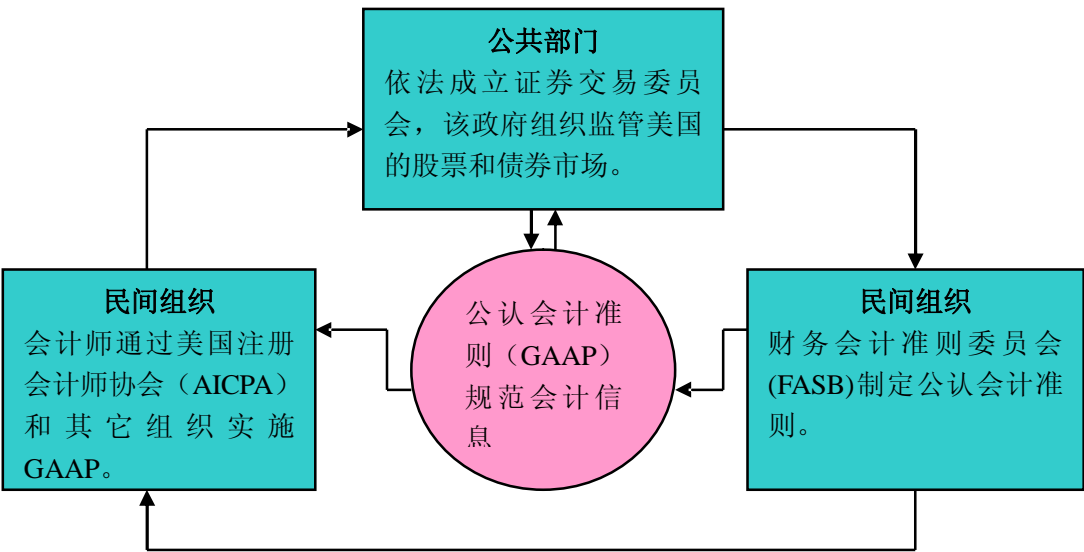 公共部门
依法成立证券交易委员
会，该政府组织监管美国
的股票和债券市场。
民间组织
会计师通过美国注册
会计师协会（AICPA）
和其它组织实施
GAAP。
公认会计准
则（GAAP）
规范会计信
息
民间组织
财务会计准则委员会
(FASB)制定公认会计准
则。